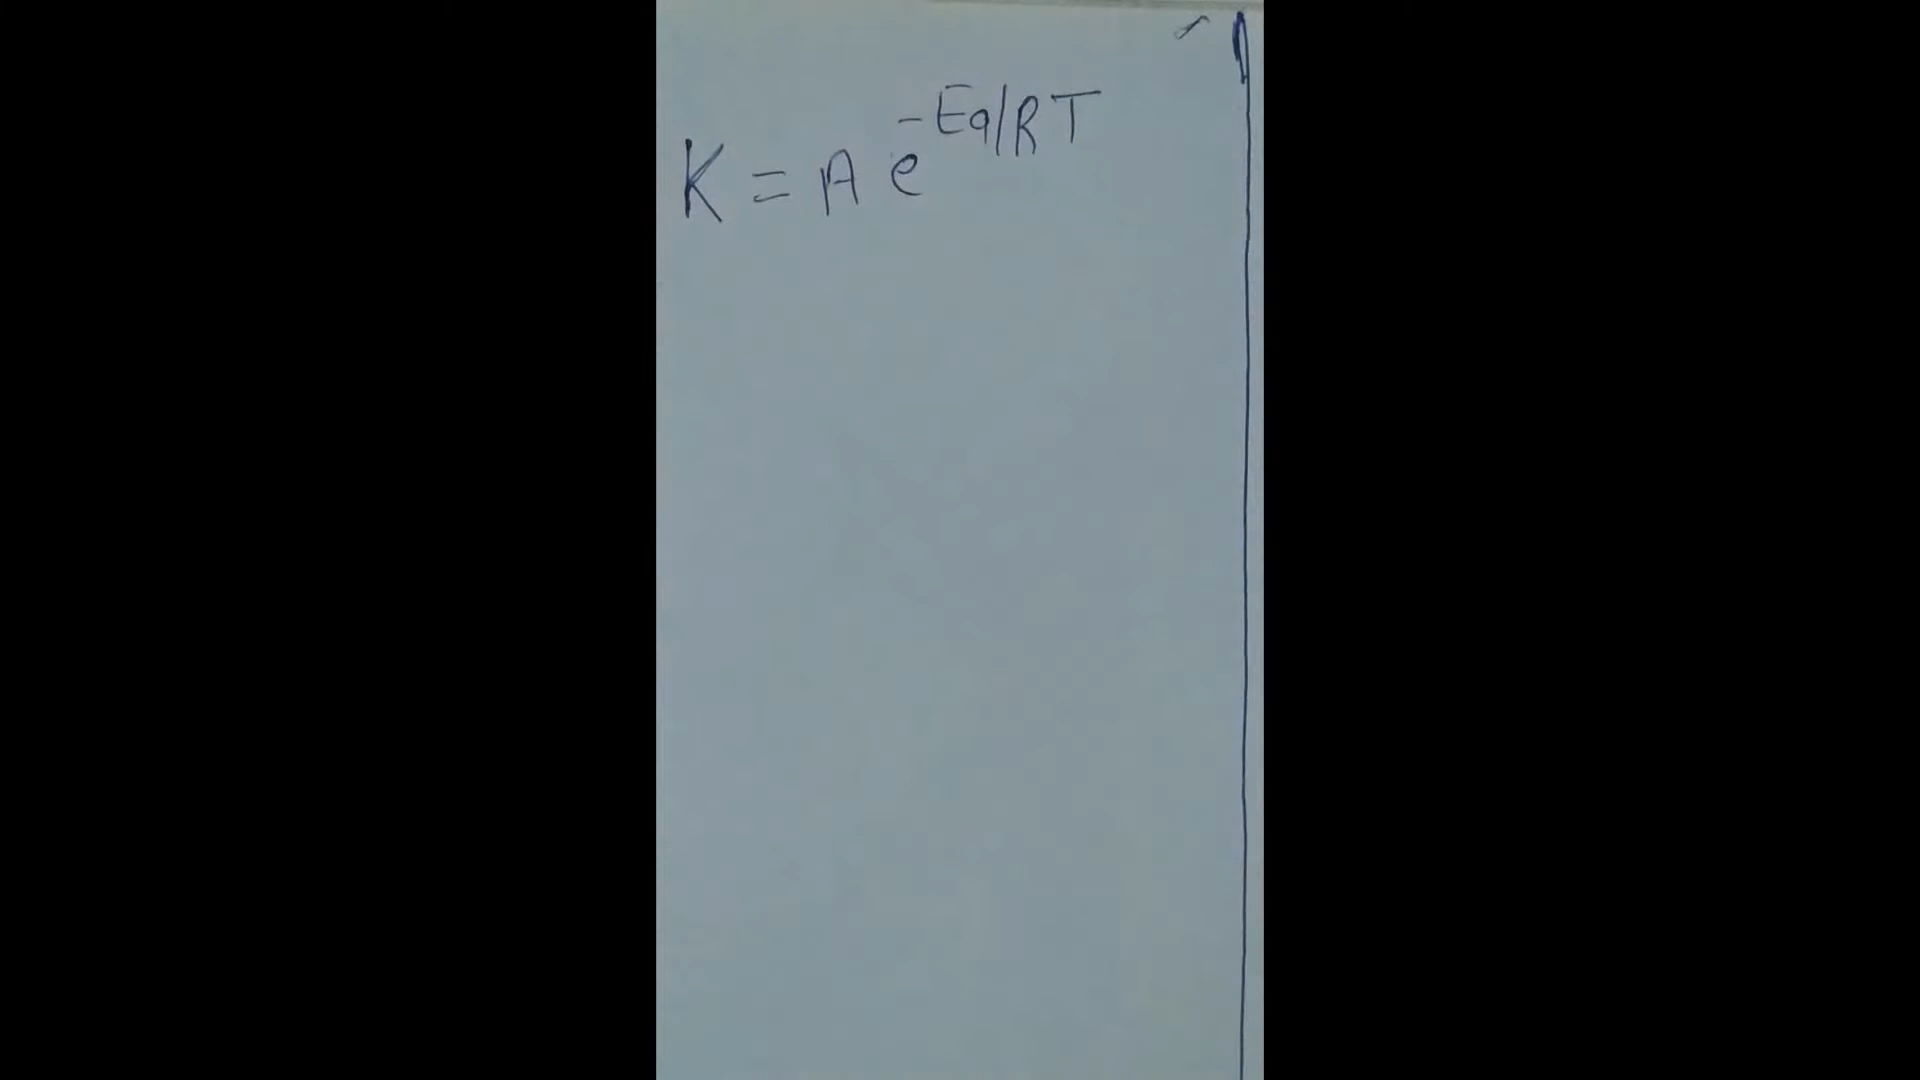 K = A e^-Ea/RT